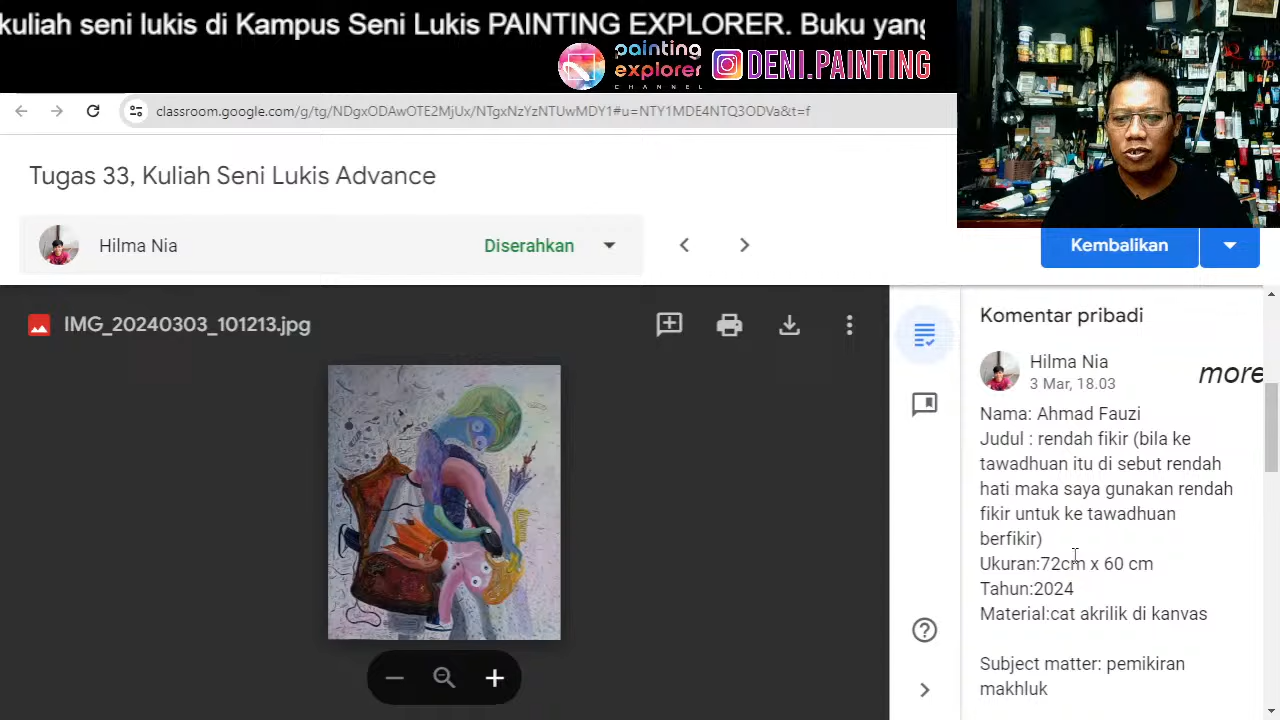 kuliah seni lukis di Kampus Seni Lukis PAINTING EXPLORER. Buku yang
painting
explorer
CHANNEL
DENI.PAINTING
classroom.google.com/g/tg/NDgxODAwOTE2MjUx/NTgxNzYzNTUwMDY1#u=NTY1MDE4NTQ3ODVa&t=f
Tugas 33, Kuliah Seni Lukis Advance
Hilma Nia
Diserahkan
Kembalikan
IMG_20240303_101213.jpg
Komentar pribadi
Hilma Nia
3 Mar, 18.03
more
Nama: Ahmad Fauzi
Judul : rendah fikir (bila ke
tawadhuan itu di sebut rendah
hati maka saya gunakan rendah
fikir untuk ke tawadhuan
berfikir)
Ukuran:72cm x 60 cm
Tahun:2024
Material:cat akrilik di kanvas
Subject matter: pemikiran
makhluk